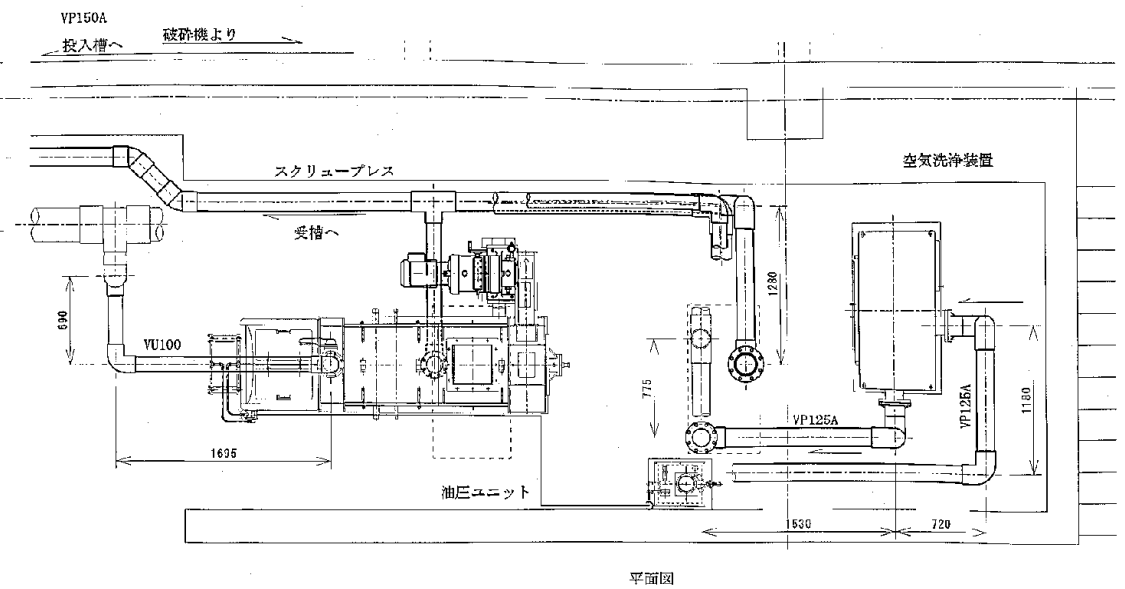 VP150A
投入槽へ
破砕機より
スクリュープレス
空気洗浄装置
受槽へ
1280
690
VU100
775
VP125A
VP125A
1180
1695
油圧ユニット
1530
720
平面図